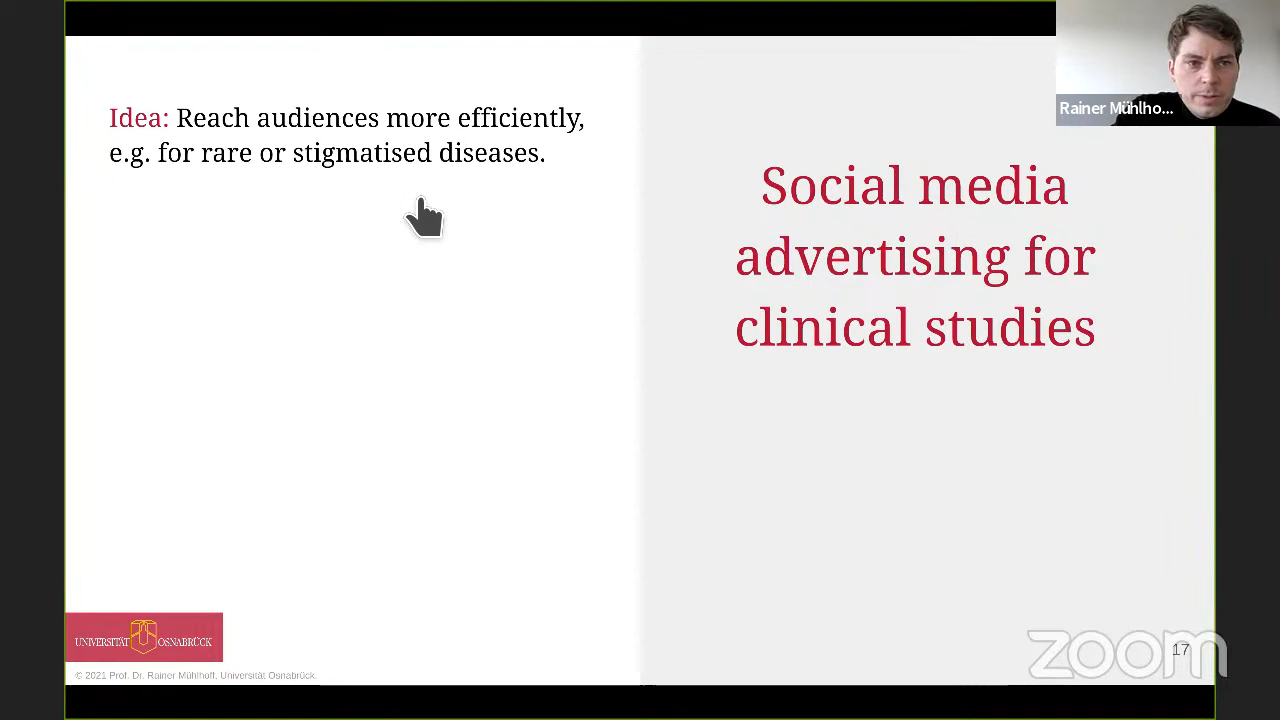 Rainer Mühlho...
Idea: Reach audiences more efficiently,
e.g. for rare or stigmatised diseases.
Social media
advertising for
clinical studies
UNIVERSITÄT OSNABRÜCK
© 2021 Prof. Dr. Rainer Mühlhoff, Universität Osnabrück.
zoom
17